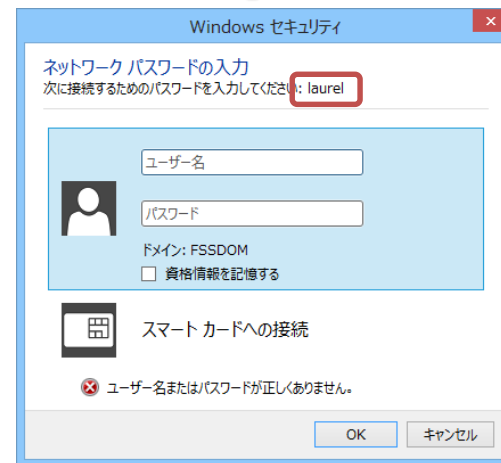 Windows セキュリティ
ネットワーク パスワードの入力
次に接続するためのパスワードを入力してください: laurel
ユーザー名
パスワード
ドメイン: FSSDOM
資格情報を記憶する
スマート カードへの接続
ユーザー名またはパスワードが正しくありません。
OK キャンセル